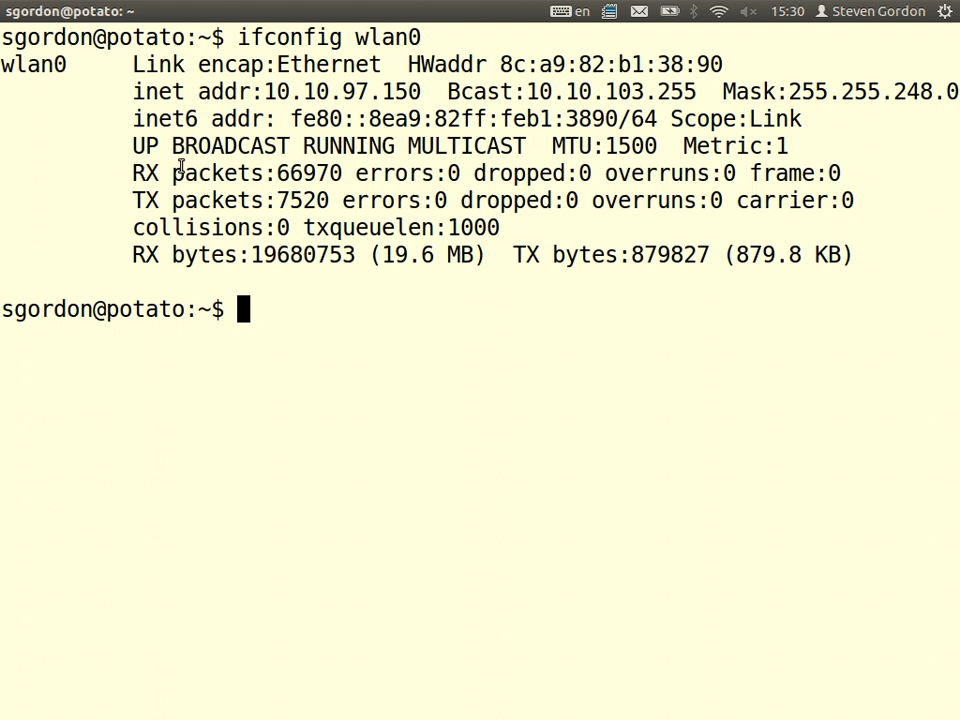 sgordon@potato: ~ en 15:30 Steven Gordon
sgordon@potato:~$ ifconfig wlan0
wlan0 Link encap:Ethernet HWaddr 8c:a9:82:b1:38:90
inet addr:10.10.97.150 Bcast:10.10.103.255 Mask:255.255.248.0
inet6 addr: fe80::8ea9:82ff:feb1:3890/64 Scope:Link
UP BROADCAST RUNNING MULTICAST MTU:1500 Metric:1
RX packets:66970 errors:0 dropped:0 overruns:0 frame:0
TX packets:7520 errors:0 dropped:0 overruns:0 carrier:0
collisions:0 txqueuelen:1000
RX bytes:19680753 (19.6 MB) TX bytes:879827 (879.8 KB)
sgordon@potato:~$